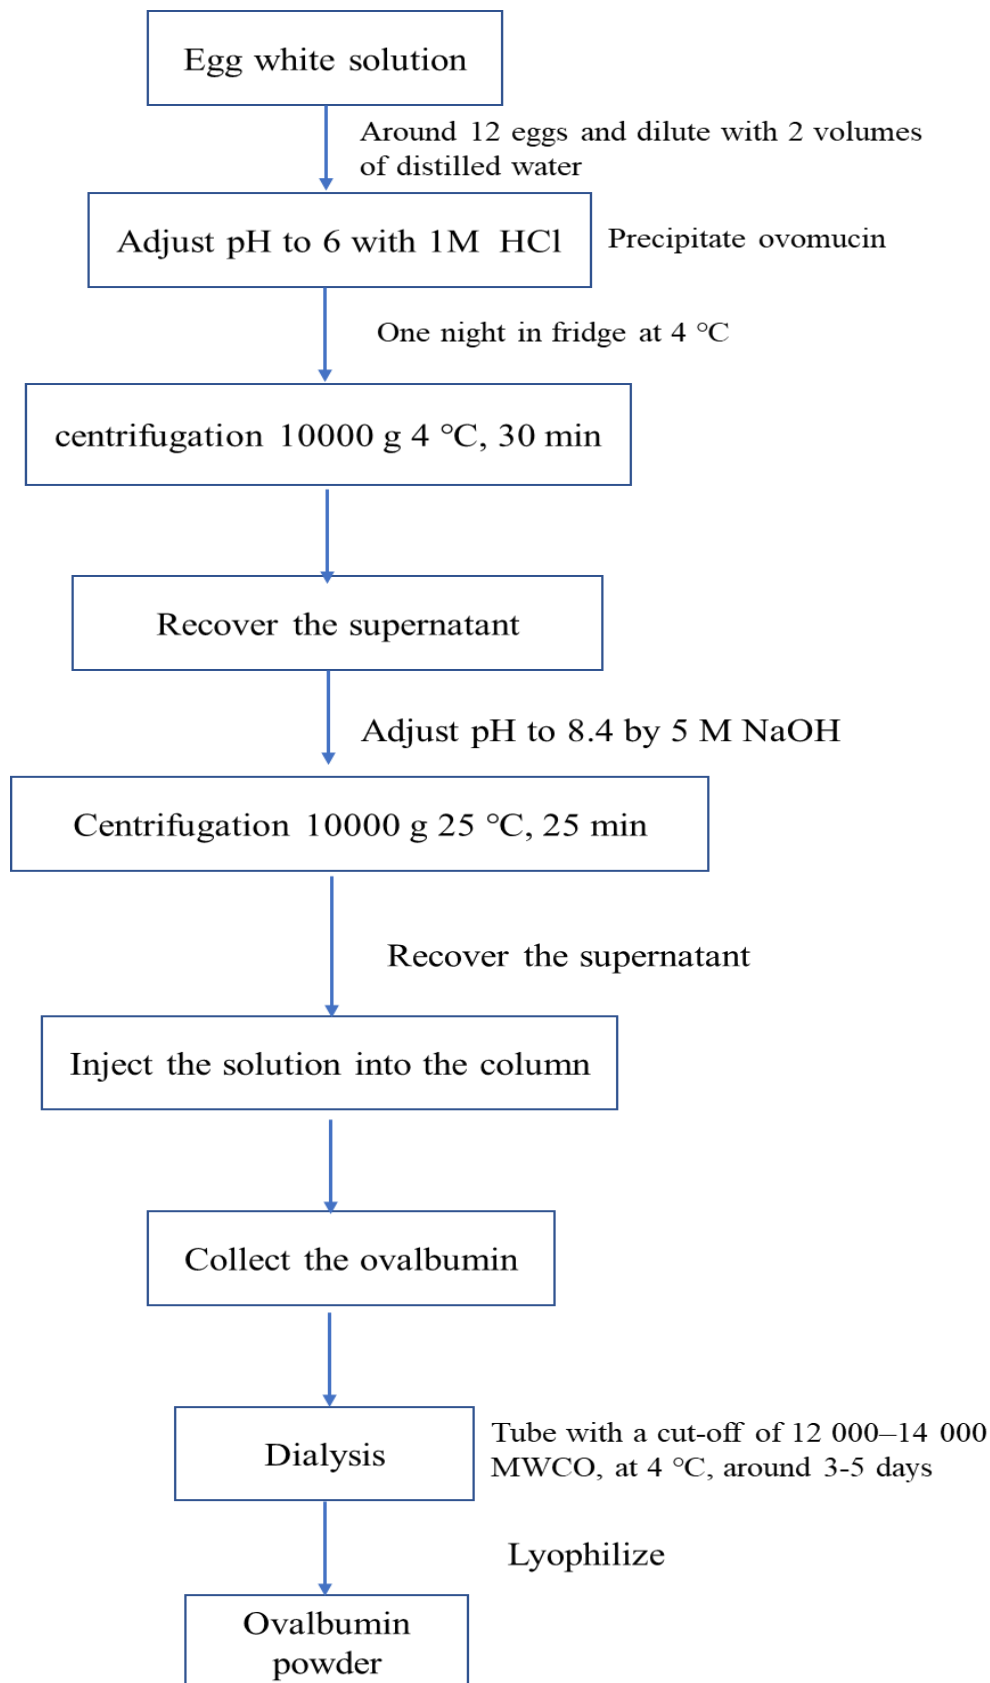 Egg white solution
Around 12 eggs and dilute with 2 volumes
of distilled water
Adjust pH to 6 with 1M HCl
Precipitate ovomucin
One night in fridge at 4 °C
centrifugation 10000 g 4 °C, 30 min
Recover the supernatant
Adjust pH to 8.4 by 5 M NaOH
Centrifugation 10000 g 25 °C, 25 min
Recover the supernatant
Inject the solution into the column
Collect the ovalbumin
Dialysis
Tube with a cut-off of 12 000–14 000
MWCO, at 4 °C, around 3-5 days
Lyophilize
Ovalbumin
powder